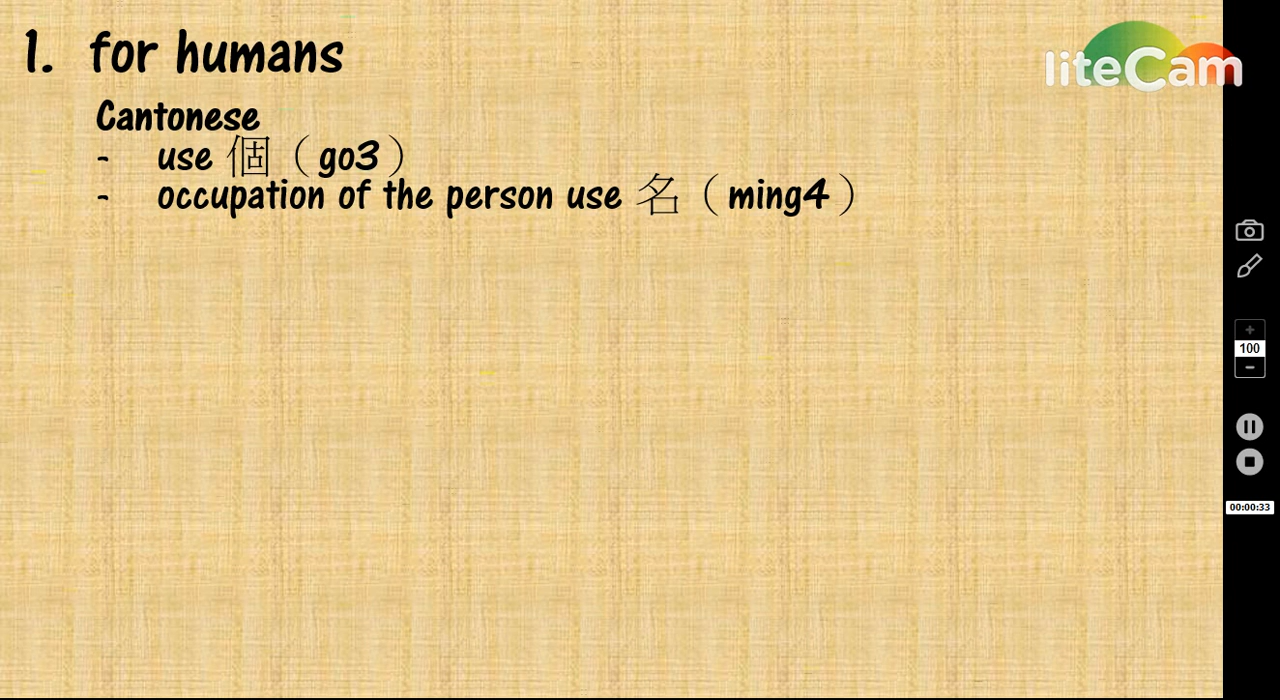 1. for humans
liteCam
Cantonese
- use 個（go3）
- occupation of the person use 名（ming4）
+
100
-
00:00:33